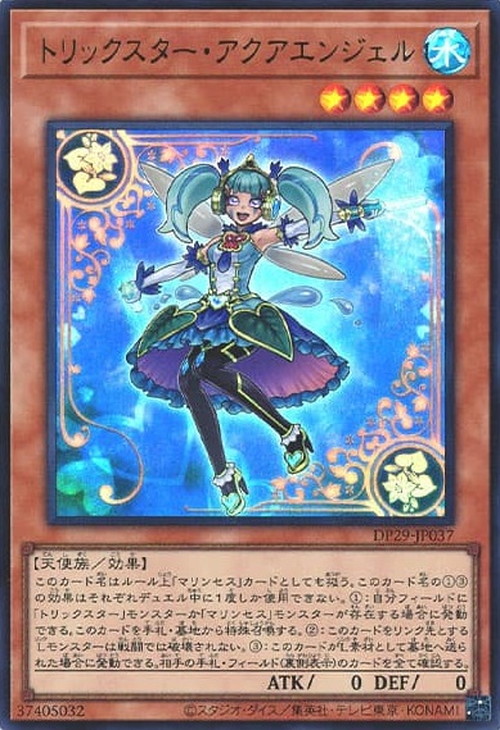 トリックスター・アクアエンジェル
水
DP29-JP037
【天使族/効果】
このカード名はルール上「マリンセス」カードとしても扱う。このカード名の①③
の効果はそれぞれデュエル中に1度しか使用できない。①:自分フィールドに
「トリックスター」モンスターか「マリンセス」モンスターが存在する場合に発動
できる。このカードを手札・墓地から特殊召喚する。②:このカードをリンク先とする
Lモンスターは戦闘では破壊されない。③:このカードがL素材として墓地へ送ら
れた場合に発動できる。相手の手札・フィールド(裏側表示)のカードを全て確認する。
ATK/ 0 DEF/ 0
37405032
©スタジオ・ダイス/集英社・テレビ東京・KONAMI